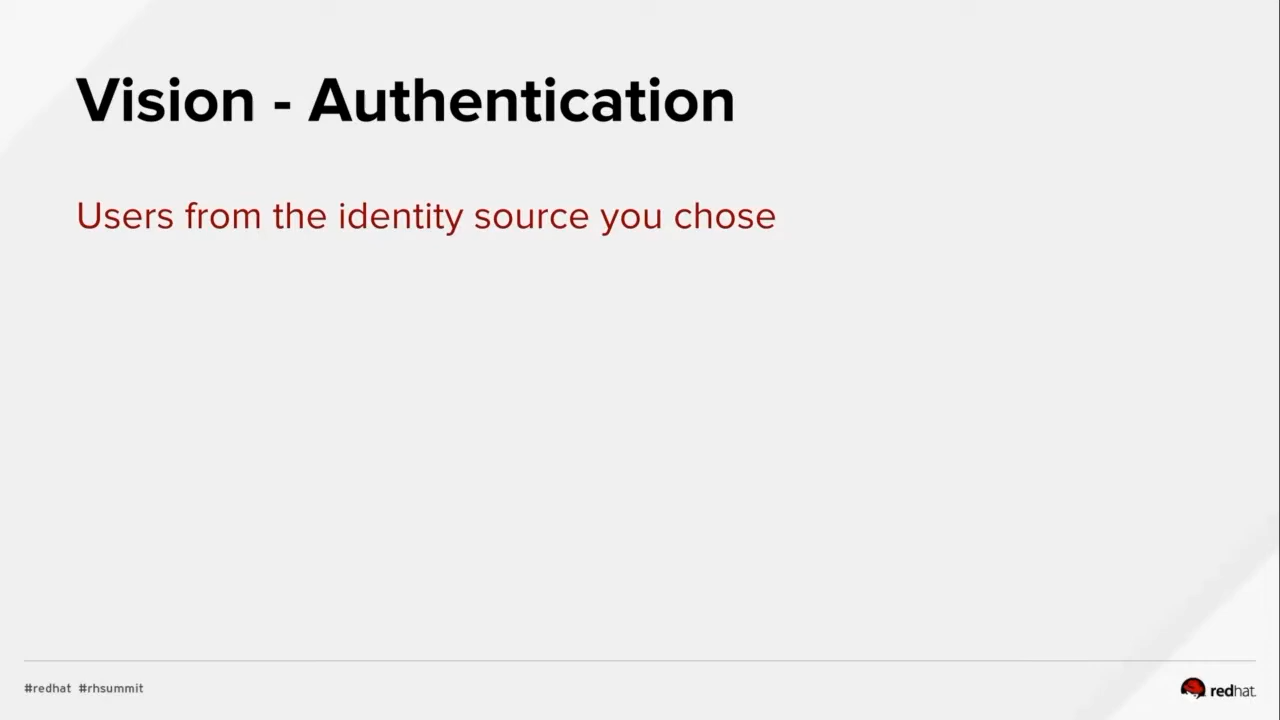 Vision - Authentication
Users from the identity source you chose
#redhat #rhsummit
redhat.